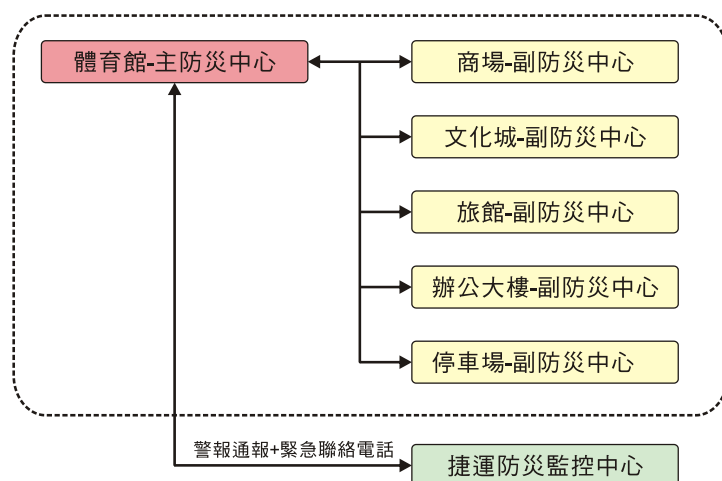 體育館-主防災中心
商場-副防災中心
文化城-副防災中心
旅館-副防災中心
辦公大樓-副防災中心
停車場-副防災中心
警報通報+緊急聯絡電話
捷運防災監控中心